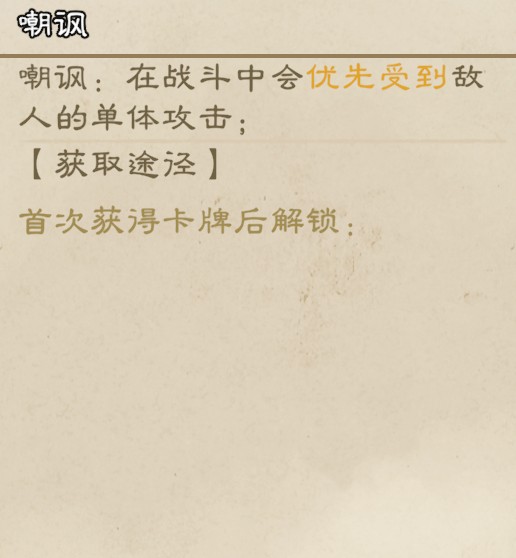 嘲讽
嘲讽：在战斗中会优先受到敌
人的单体攻击；
【获取途径】
首次获得卡牌后解锁：